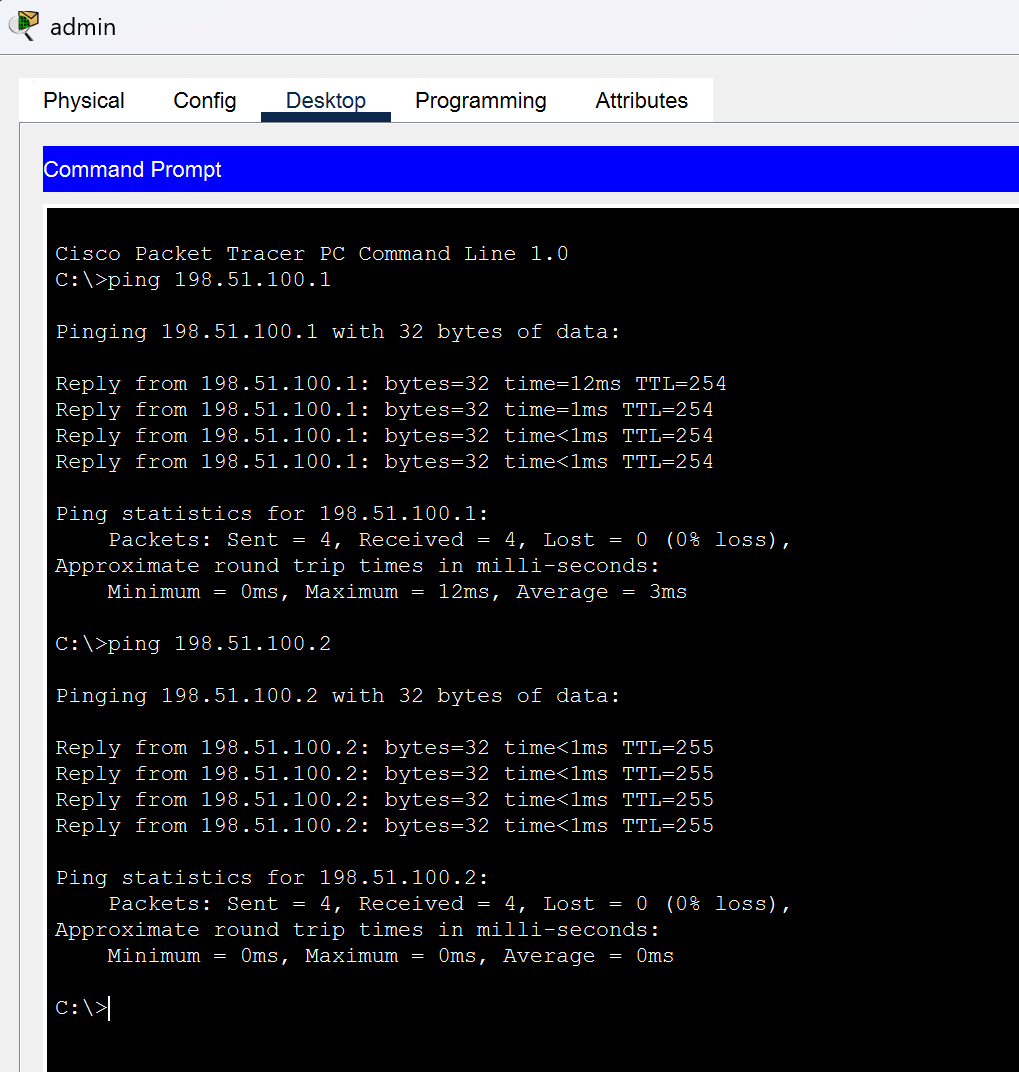 admin
Physical Config Desktop Programming Attributes
Command Prompt
Cisco Packet Tracer PC Command Line 1.0
C:\>ping 198.51.100.1
Pinging 198.51.100.1 with 32 bytes of data:
Reply from 198.51.100.1: bytes=32 time=12ms TTL=254
Reply from 198.51.100.1: bytes=32 time=1ms TTL=254
Reply from 198.51.100.1: bytes=32 time<1ms TTL=254
Reply from 198.51.100.1: bytes=32 time<1ms TTL=254
Ping statistics for 198.51.100.1:
Packets: Sent = 4, Received = 4, Lost = 0 (0% loss),
Approximate round trip times in milli-seconds:
Minimum = 0ms, Maximum = 12ms, Average = 3ms
C:\>ping 198.51.100.2
Pinging 198.51.100.2 with 32 bytes of data:
Reply from 198.51.100.2: bytes=32 time<1ms TTL=255
Reply from 198.51.100.2: bytes=32 time<1ms TTL=255
Reply from 198.51.100.2: bytes=32 time<1ms TTL=255
Reply from 198.51.100.2: bytes=32 time<1ms TTL=255
Ping statistics for 198.51.100.2:
Packets: Sent = 4, Received = 4, Lost = 0 (0% loss),
Approximate round trip times in milli-seconds:
Minimum = 0ms, Maximum = 0ms, Average = 0ms
C:\>